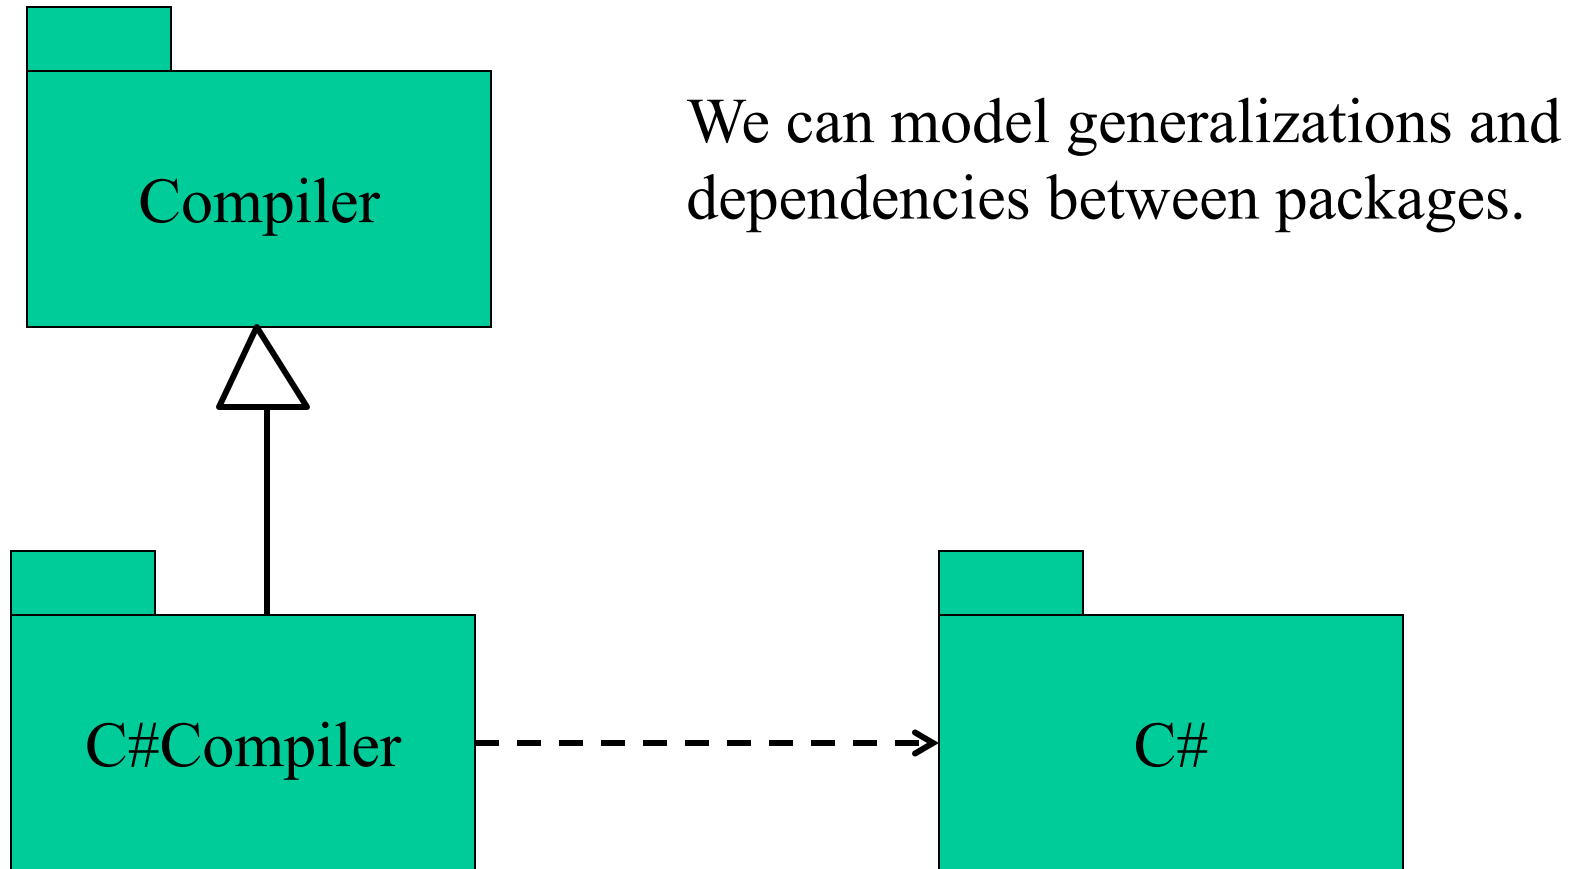 We can model generalizations and
dependencies between packages.
Compiler
C#Compiler
C#